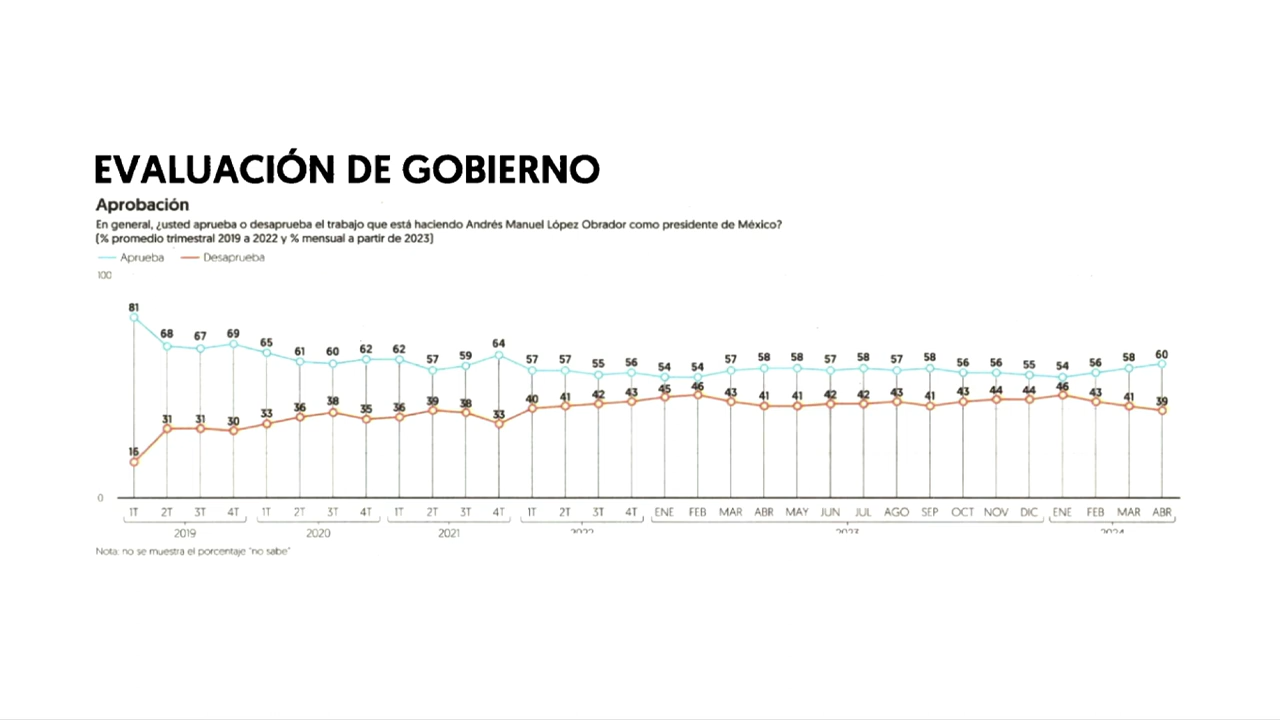 EVALUACIÓN DE GOBIERNO
Aprobación
En general, ¿usted aprueba o desaprueba el trabajo que está haciendo Andrés Manuel López Obrador como presidente de México?
(% promedio trimestral 2019 a 2022 y % mensual a partir de 2023)
Aprueba Desaprueba
100
81 68 67 69 65 61 60 62 62 57 59 64 57 57 55 56 54 54 57 58 58 57 58 57 58 56 56 55 54 56 58 60
16 31 31 30 33 36 38 35 36 39 38 33 40 41 42 43 45 46 43 41 41 42 42 43 41 43 44 44 46 43 41 39
0
1T 2T 3T 4T 1T 2T 3T 4T 1T 2T 3T 4T 1T 2T 3T 4T ENE FEB MAR ABR MAY JUN JUL AGO SEP OCT NOV DIC ENE FEB MAR ABR
2019 2020 2021 2022 2023 2024
Nota: no se muestra el porcentaje "no sabe"